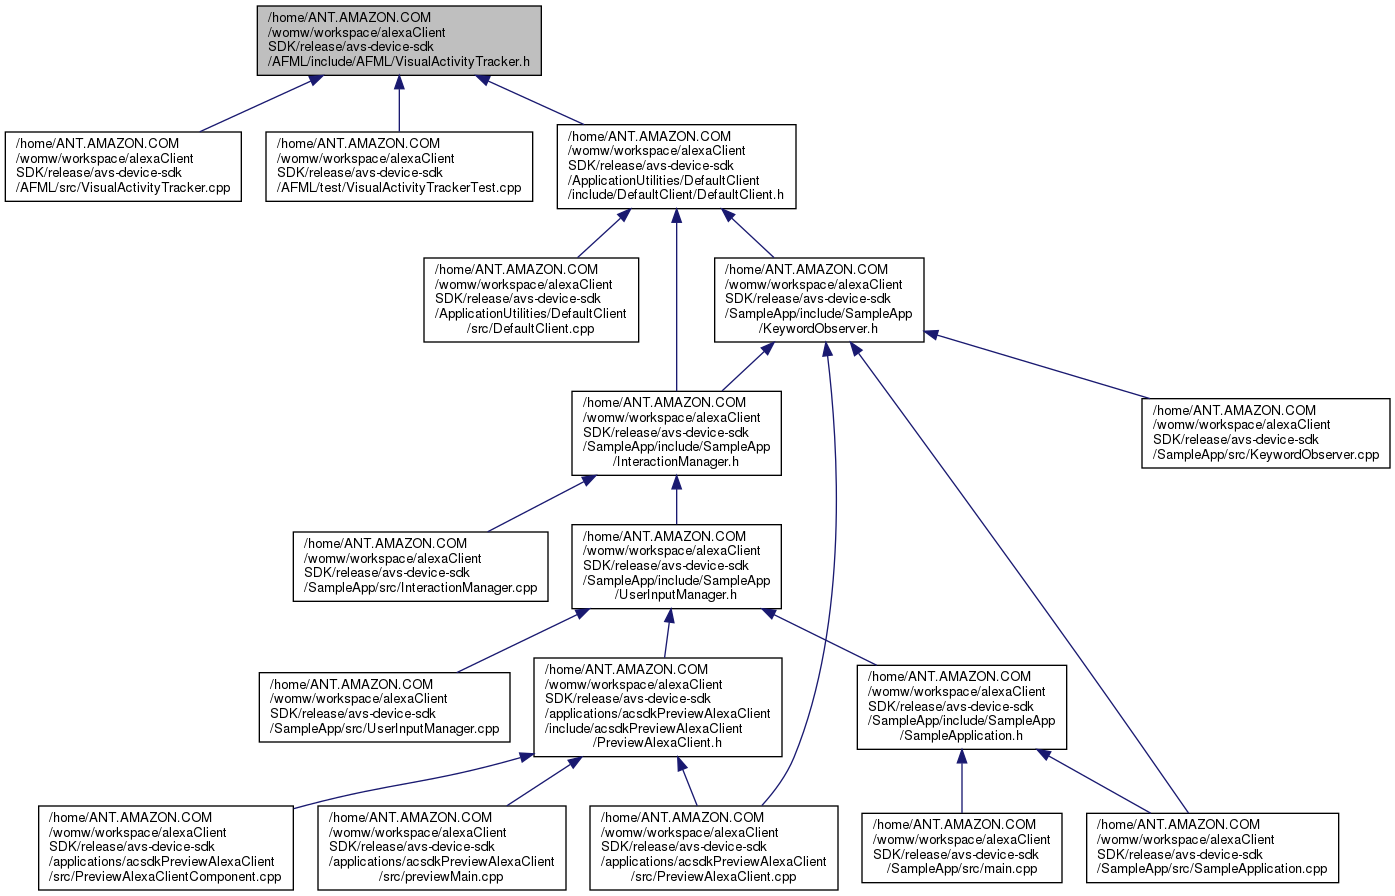 /home/ANT.AMAZON.COM
/womw/workspace/alexaClient
SDK/release/avs-device-sdk
/AFML/include/AFML/VisualActivityTracker.h
/home/ANT.AMAZON.COM
/womw/workspace/alexaClient
SDK/release/avs-device-sdk
/AFML/src/VisualActivityTracker.cpp
/home/ANT.AMAZON.COM
/womw/workspace/alexaClient
SDK/release/avs-device-sdk
/AFML/test/VisualActivityTrackerTest.cpp
/home/ANT.AMAZON.COM
/womw/workspace/alexaClient
SDK/release/avs-device-sdk
/ApplicationUtilities/DefaultClient
/include/DefaultClient/DefaultClient.h
/home/ANT.AMAZON.COM
/womw/workspace/alexaClient
SDK/release/avs-device-sdk
/ApplicationUtilities/DefaultClient
/src/DefaultClient.cpp
/home/ANT.AMAZON.COM
/womw/workspace/alexaClient
SDK/release/avs-device-sdk
/SampleApp/include/SampleApp
/KeywordObserver.h
/home/ANT.AMAZON.COM
/womw/workspace/alexaClient
SDK/release/avs-device-sdk
/SampleApp/include/SampleApp
/InteractionManager.h
/home/ANT.AMAZON.COM
/womw/workspace/alexaClient
SDK/release/avs-device-sdk
/SampleApp/src/KeywordObserver.cpp
/home/ANT.AMAZON.COM
/womw/workspace/alexaClient
SDK/release/avs-device-sdk
/SampleApp/src/InteractionManager.cpp
/home/ANT.AMAZON.COM
/womw/workspace/alexaClient
SDK/release/avs-device-sdk
/SampleApp/include/SampleApp
/UserInputManager.h
/home/ANT.AMAZON.COM
/womw/workspace/alexaClient
SDK/release/avs-device-sdk
/SampleApp/src/UserInputManager.cpp
/home/ANT.AMAZON.COM
/womw/workspace/alexaClient
SDK/release/avs-device-sdk
/applications/acsdkPreviewAlexaClient
/include/acsdkPreviewAlexaClient
/PreviewAlexaClient.h
/home/ANT.AMAZON.COM
/womw/workspace/alexaClient
SDK/release/avs-device-sdk
/SampleApp/include/SampleApp
/SampleApplication.h
/home/ANT.AMAZON.COM
/womw/workspace/alexaClient
SDK/release/avs-device-sdk
/applications/acsdkPreviewAlexaClient
/src/PreviewAlexaClientComponent.cpp
/home/ANT.AMAZON.COM
/womw/workspace/alexaClient
SDK/release/avs-device-sdk
/applications/acsdkPreviewAlexaClient
/src/previewMain.cpp
/home/ANT.AMAZON.COM
/womw/workspace/alexaClient
SDK/release/avs-device-sdk
/applications/acsdkPreviewAlexaClient
/src/PreviewAlexaClient.cpp
/home/ANT.AMAZON.COM
/womw/workspace/alexaClient
SDK/release/avs-device-sdk
/SampleApp/src/main.cpp
/home/ANT.AMAZON.COM
/womw/workspace/alexaClient
SDK/release/avs-device-sdk
/SampleApp/src/SampleApplication.cpp